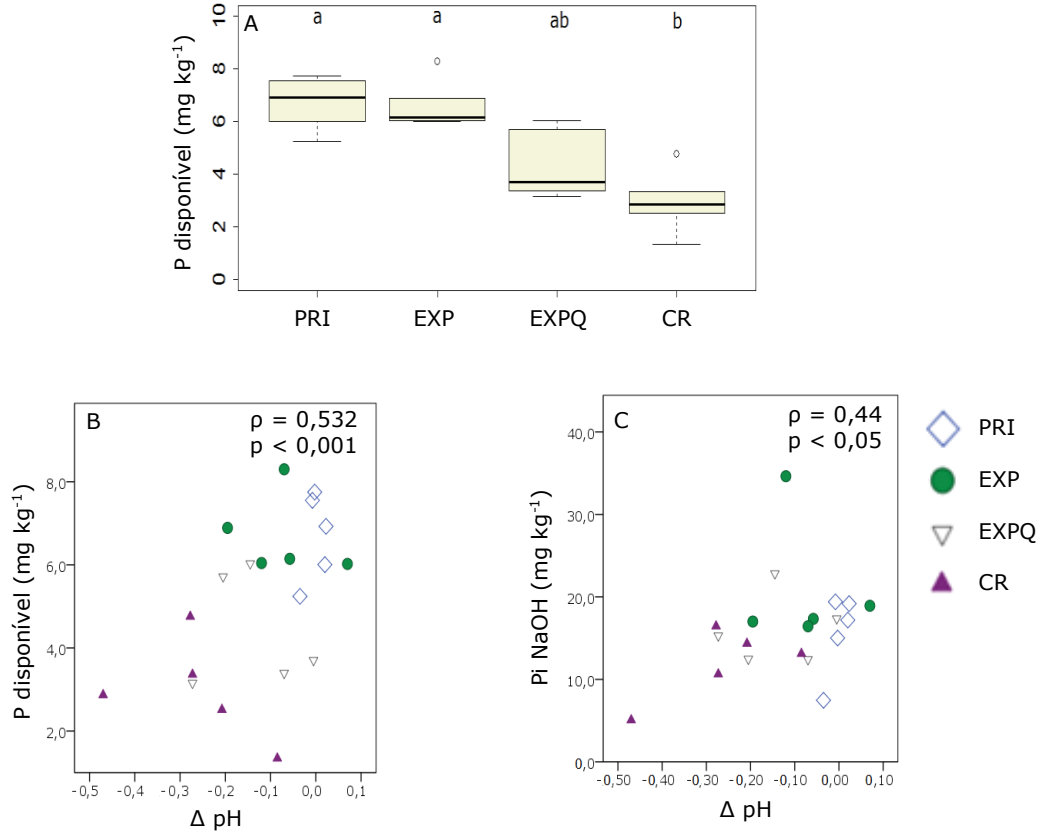 A
a a ab b
P disponível (mg kg⁻¹)
10
8
6
4
2
0
PRI EXP EXPQ CR
B
ρ = 0,532
p < 0,001
P disponível (mg kg⁻¹)
8,0
6,0
4,0
2,0
-0,5 -0,4 -0,3 -0,2 -0,1 0,0 0,1
Δ pH
C
ρ = 0,44
p < 0,05
Pi NaOH (mg kg⁻¹)
40,0
30,0
20,0
10,0
,0
-0,50 -0,40 -0,30 -0,20 -0,10 0,00 0,10
Δ pH
PRI
EXP
EXPQ
CR